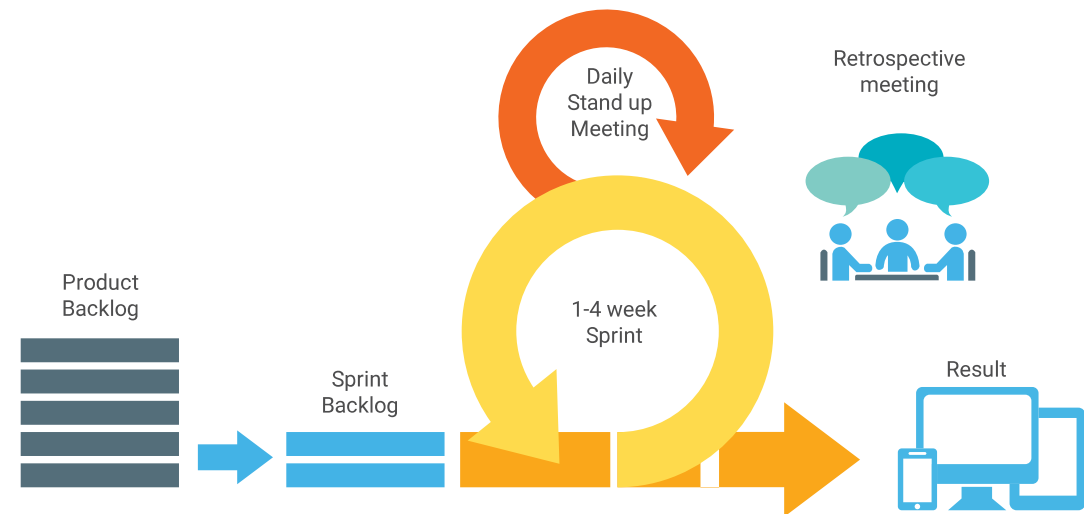 Daily
Stand up
Meeting
Retrospective
meeting
Product
Backlog
1-4 week
Sprint
Sprint
Backlog
Result